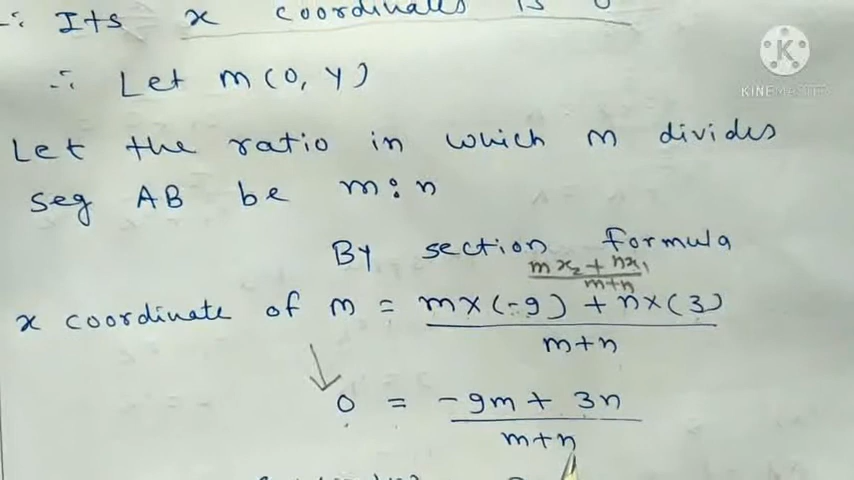 ∴ Its x coordinates is 0
∴ Let m(0, y)
Let the ratio in which m divides
seg AB be m:n
By section formula
mx₂ + nx₁
m+n
x coordinate of m = m×(-9) + n×(3)
m+n
0 = -9m + 3n
m+n
KINEMASTER